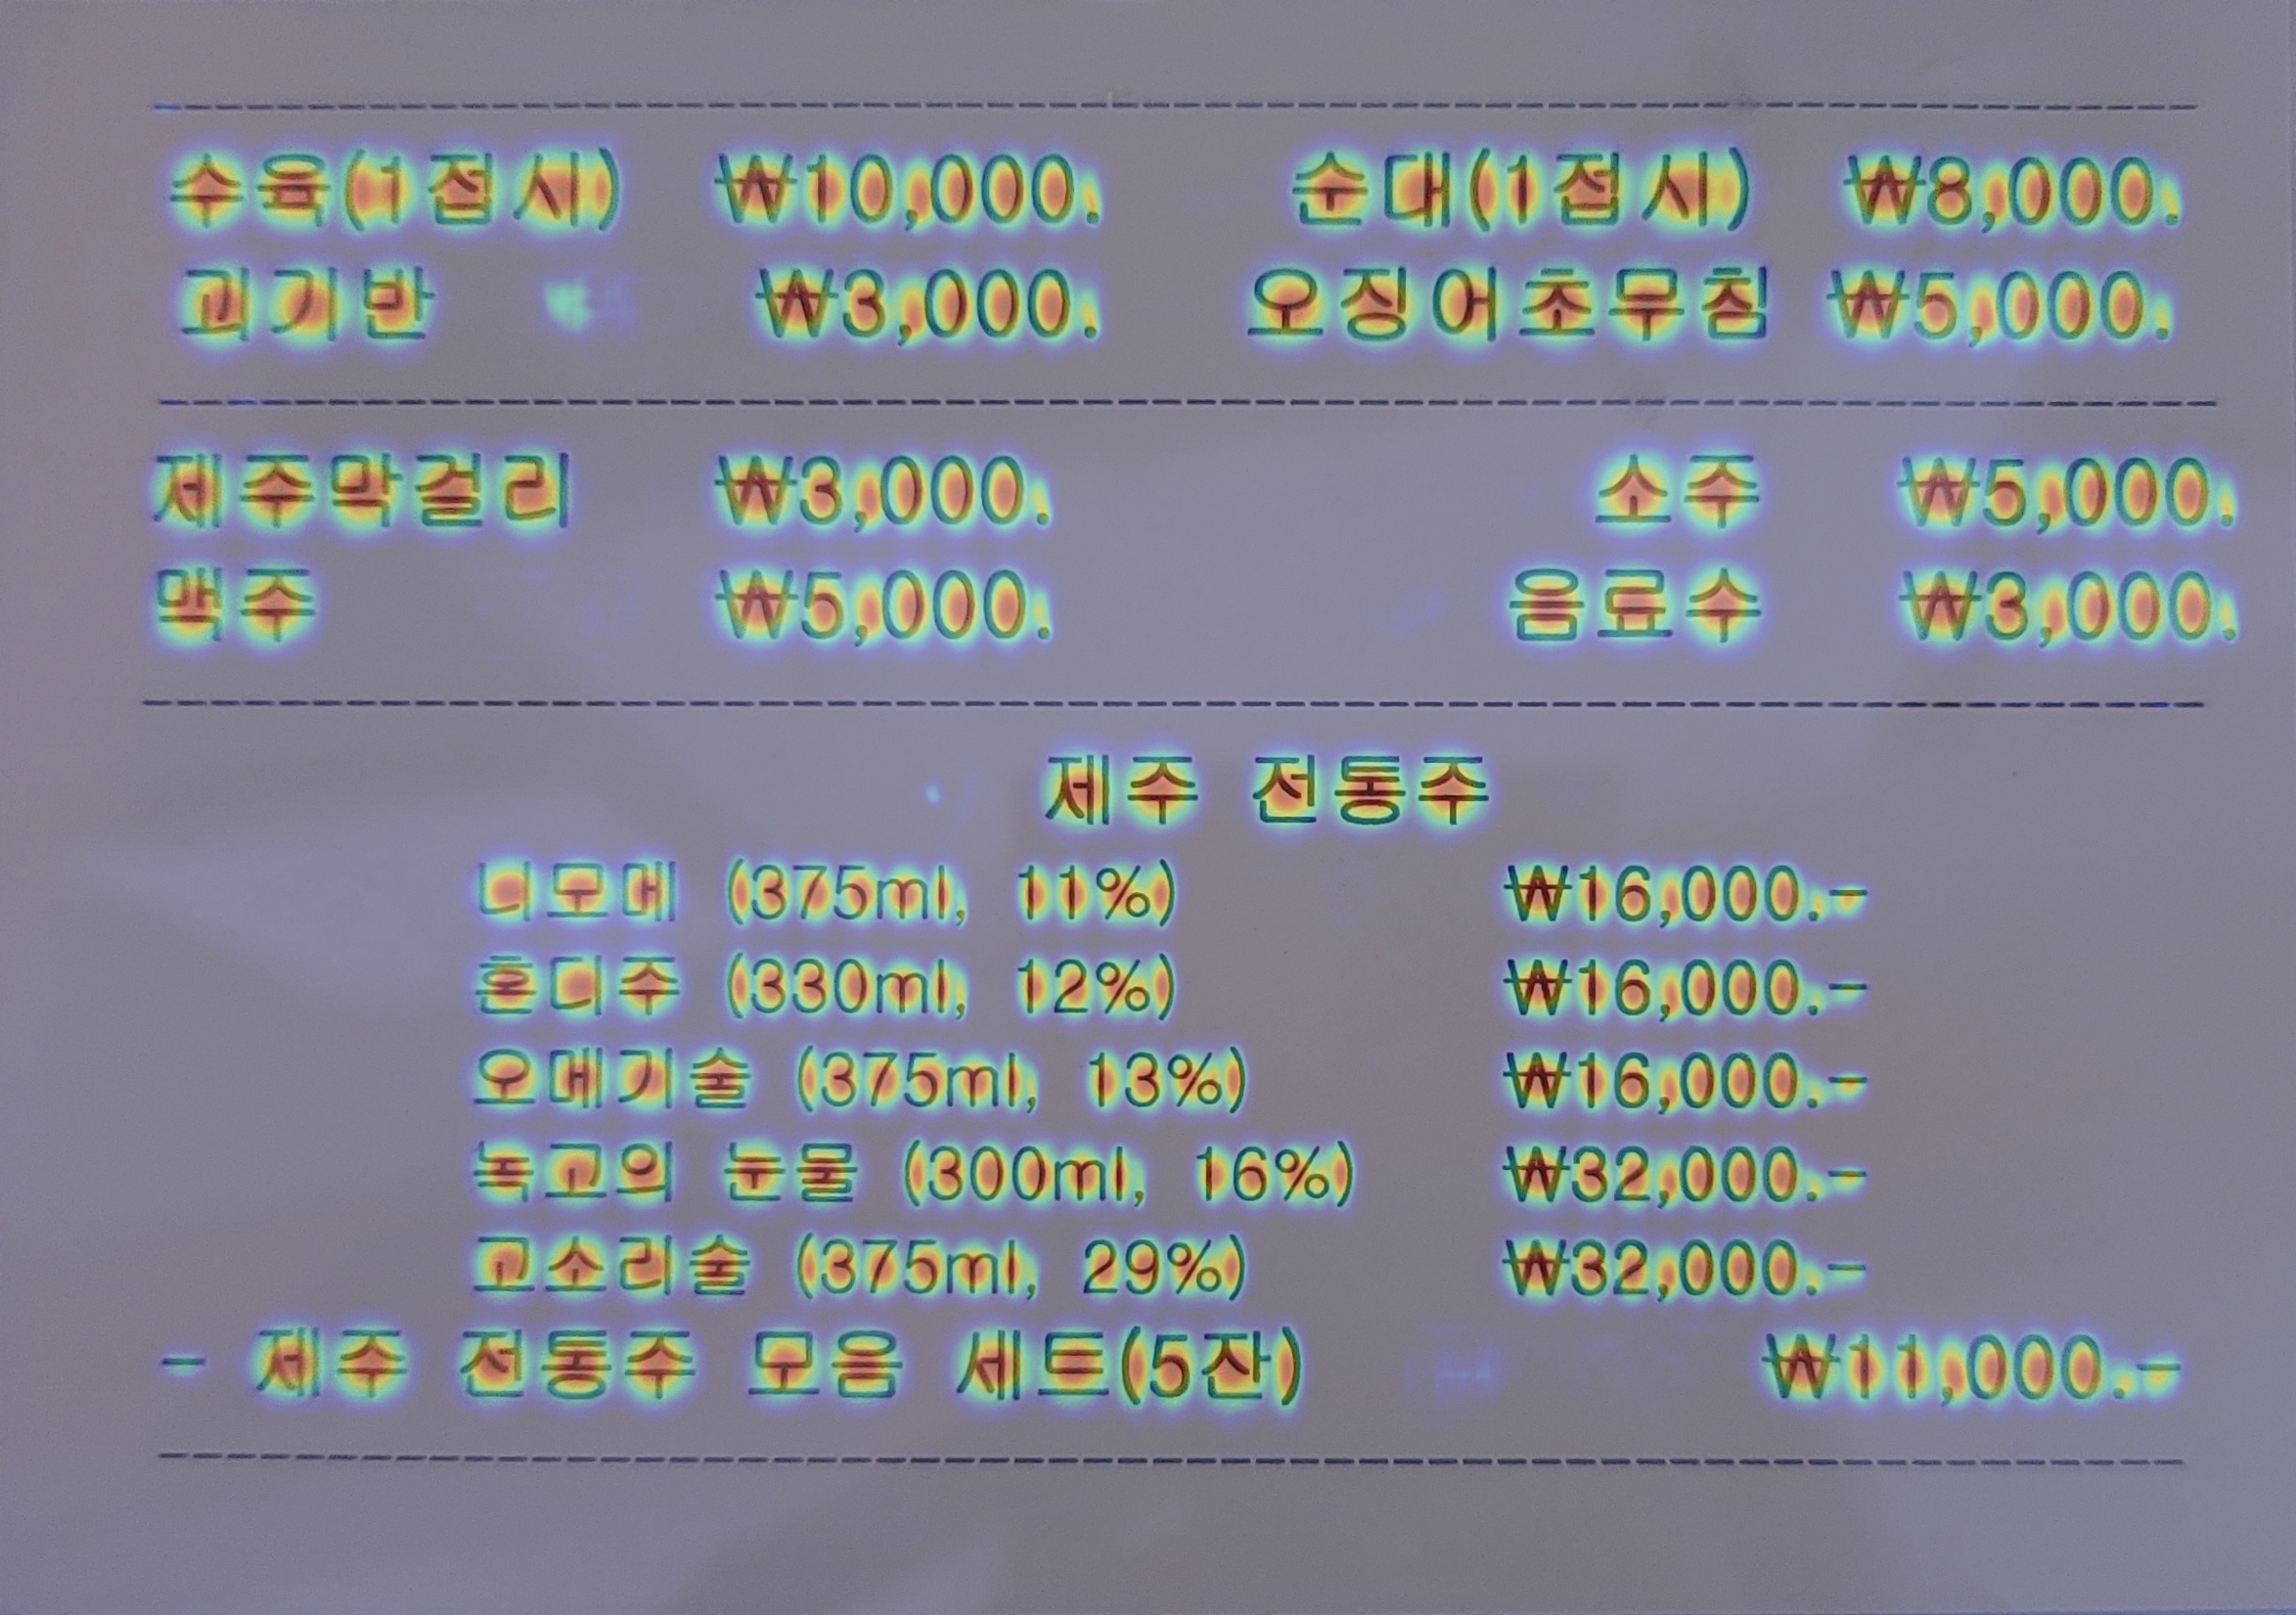 수육(1접시) ₩10,000. 순대(1접시) ₩8,000.
괴기반 ₩3,000. 오징어초무침 ₩5,000.
제주막걸리 ₩3,000. 소주 ₩5,000.
맥주 ₩5,000. 음료수 ₩3,000.
제주 전통주
니모메 (375ml, 11%) ₩16,000.-
혼디주 (330ml, 12%) ₩16,000.-
오메기술 (375ml, 13%) ₩16,000.-
녹고의 눈물 (300ml, 16%) ₩32,000.-
고소리술 (375ml, 29%) ₩32,000.-
- 제주 전통주 모음 세트(5잔) ₩11,000.-